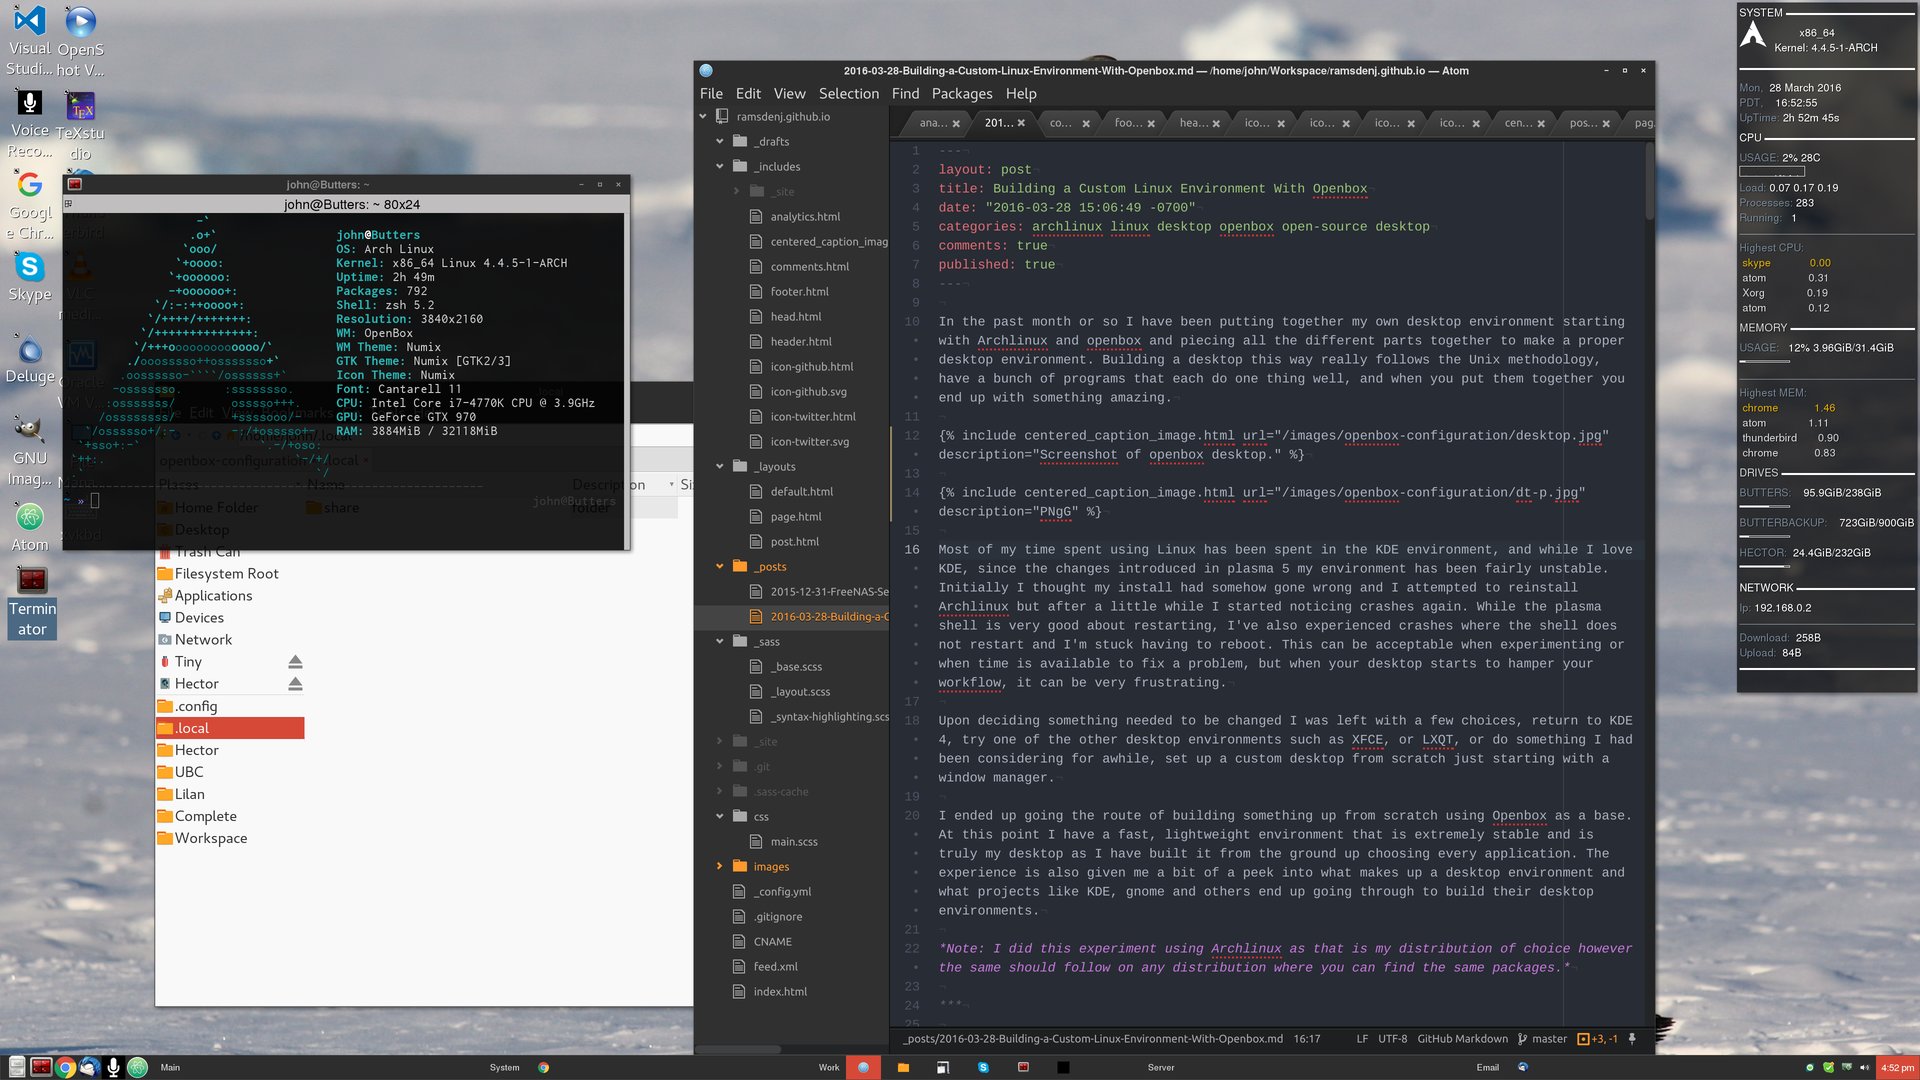 Visual
Studi...
OpenS
hot V...
Voice
Reco...
TeXstu
dio
Googl
e Chr...
Skype
Deluge
GNU
Imag...
Atom
Termin
ator
john@Butters: ~
john@Butters: ~ 80x24
john@Butters
OS: Arch Linux
Kernel: x86_64 Linux 4.4.5-1-ARCH
Uptime: 2h 49m
Packages: 792
Shell: zsh 5.2
Resolution: 3840x2160
WM: OpenBox
WM Theme: Numix
GTK Theme: Numix [GTK2/3]
Icon Theme: Numix
Font: Cantarell 11
CPU: Intel Core i7-4770K CPU @ 3.9GHz
GPU: GeForce GTX 970
RAM: 3884MiB / 32118MiB
~ »
john@Butters
openbox-configuration
Places
Name
Description
Home Folder
share
folder
Desktop
Trash Can
Filesystem Root
Applications
Devices
Network
Tiny
Hector
.config
.local
Hector
UBC
Lilan
Complete
Workspace
2016-03-28-Building-a-Custom-Linux-Environment-With-Openbox.md — /home/john/Workspace/ramsdenj.github.io — Atom
File Edit View Selection Find Packages Help
ramsdenj.github.io
_drafts
_includes
_site
analytics.html
centered_caption_imag
comments.html
footer.html
head.html
header.html
icon-github.html
icon-github.svg
icon-twitter.html
icon-twitter.svg
_layouts
default.html
page.html
post.html
_posts
2015-12-31-FreeNAS-Se
2016-03-28-Building-a-C
_sass
_base.scss
_layout.scss
_syntax-highlighting.scs
_site
.git
.sass-cache
css
main.scss
images
_config.yml
.gitignore
CNAME
feed.xml
index.html
ana... 201... co... foo... hea... ico... ico... ico... ico... cen... pos... pag.
1 ---
2 layout: post
3 title: Building a Custom Linux Environment With Openbox
4 date: "2016-03-28 15:06:49 -0700"
5 categories: archlinux linux desktop openbox open-source desktop
6 comments: true
7 published: true
8 ---
9
10 In the past month or so I have been putting together my own desktop environment starting
with Archlinux and openbox and piecing all the different parts together to make a proper
desktop environment. Building a desktop this way really follows the Unix methodology,
have a bunch of programs that each do one thing well, and when you put them together you
end up with something amazing.
11
12 {% include centered_caption_image.html url="/images/openbox-configuration/desktop.jpg"
description="Screenshot of openbox desktop." %}
13
14 {% include centered_caption_image.html url="/images/openbox-configuration/dt-p.jpg"
description="PNgG" %}
15
16 Most of my time spent using Linux has been spent in the KDE environment, and while I love
KDE, since the changes introduced in plasma 5 my environment has been fairly unstable.
Initially I thought my install had somehow gone wrong and I attempted to reinstall
Archlinux but after a little while I started noticing crashes again. While the plasma
shell is very good about restarting, I've also experienced crashes where the shell does
not restart and I'm stuck having to reboot. This can be acceptable when experimenting or
when time is available to fix a problem, but when your desktop starts to hamper your
workflow, it can be very frustrating.
17
18 Upon deciding something needed to be changed I was left with a few choices, return to KDE
4, try one of the other desktop environments such as XFCE, or LXQT, or do something I had
been considering for awhile, set up a custom desktop from scratch just starting with a
window manager.
19
20 I ended up going the route of building something up from scratch using Openbox as a base.
At this point I have a fast, lightweight environment that is extremely stable and is
truly my desktop as I have built it from the ground up choosing every application. The
experience is also given me a bit of a peek into what makes up a desktop environment and
what projects like KDE, gnome and others end up going through to build their desktop
environments.
21
22 *Note: I did this experiment using Archlinux as that is my distribution of choice however
the same should follow on any distribution where you can find the same packages.*
23
24 ***
25
_posts/2016-03-28-Building-a-Custom-Linux-Environment-With-Openbox.md 16:17 LF UTF-8 GitHub Markdown master +3, -1
SYSTEM
x86_64
Kernel: 4.4.5-1-ARCH
Mon, 28 March 2016
PDT, 16:52:55
UpTime: 2h 52m 45s
CPU
USAGE: 2% 28C
Load: 0.07 0.17 0.19
Processes: 283
Running: 1
Highest CPU:
skype 0.00
atom 0.31
Xorg 0.19
atom 0.12
MEMORY
USAGE: 12% 3.96GiB/31.4GiB
Highest MEM:
chrome 1.46
atom 1.11
thunderbird 0.90
chrome 0.83
DRIVES
BUTTERS: 95.9GiB/238GiB
BUTTERBACKUP: 723GiB/900GiB
HECTOR: 24.4GiB/232GiB
NETWORK
Ip: 192.168.0.2
Download: 258B
Upload: 84B
Main System Work Server Email 4:52 pm